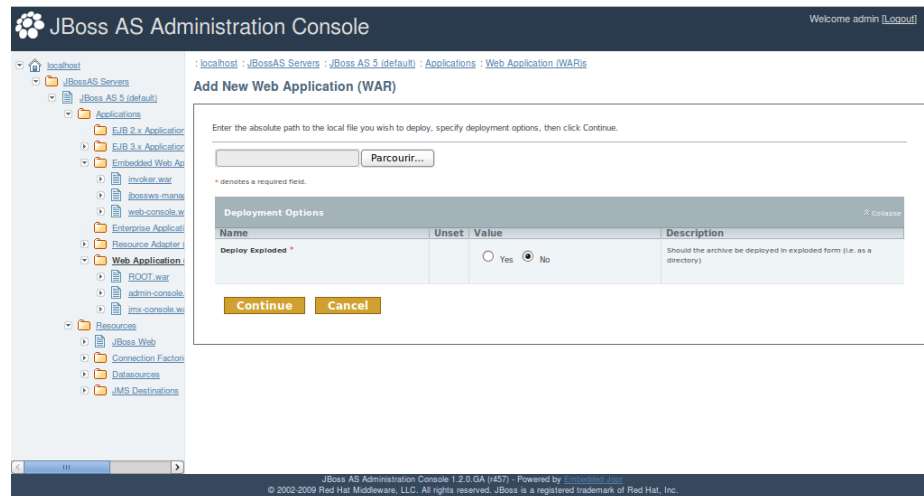 JBoss AS Administration Console
Welcome admin [Logout]
localhost
JBossAS Servers
JBoss AS 5 (default)
Applications
EJB 2.x Application
EJB 3.x Application
Embedded Web Ap
invoker.war
jbossws-mana
web-console.w
Enterprise Applicati
Resource Adapter
Web Application
ROOT.war
admin-console.
jmx-console.wa
Resources
JBoss Web
Connection Factori
Datasources
JMS Destinations
: localhost : JBossAS Servers : JBoss AS 5 (default) : Applications : Web Application (WAR)s
Add New Web Application (WAR)
Enter the absolute path to the local file you wish to deploy, specify deployment options, then click Continue.
Parcourir...
* denotes a required field.
Deployment Options
Collapse
Name Unset Value Description
Deploy Exploded * Yes No Should the archive be deployed in exploded form (i.e. as a
directory)
Continue Cancel
JBoss AS Administration Console 1.2.0.GA (r457) - Powered by Embedded Jopr
© 2002-2009 Red Hat Middleware, LLC. All rights reserved. JBoss is a registered trademark of Red Hat, Inc.